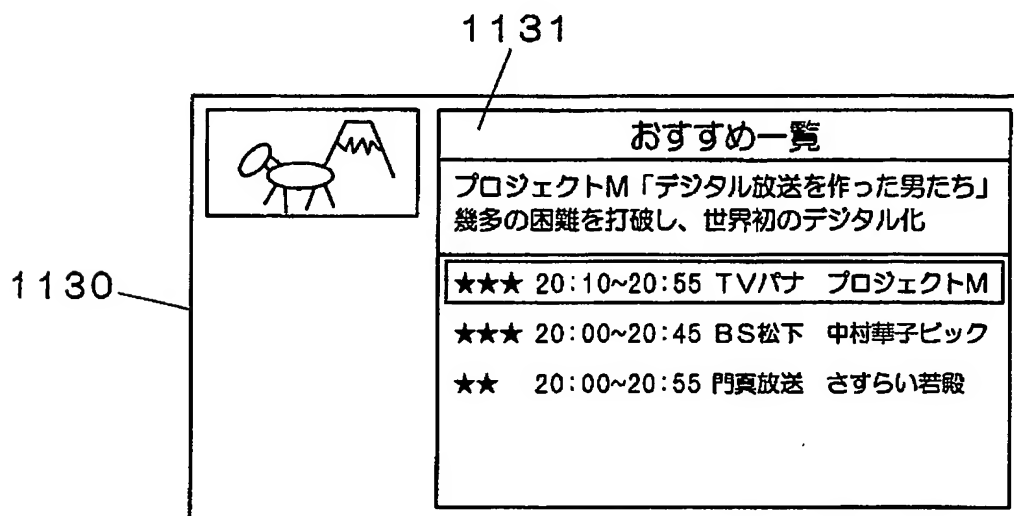 １１３１
おすすめ一覧
プロジェクトM「デジタル放送を作った男たち」
幾多の困難を打破し、世界初のデジタル化
１１３０
★★★ 20:10~20:55 TVパナ プロジェクトM
★★★ 20:00~20:45 BS松下 中村華子ピック
★★ 20:00~20:55 門真放送 さすらい若殿